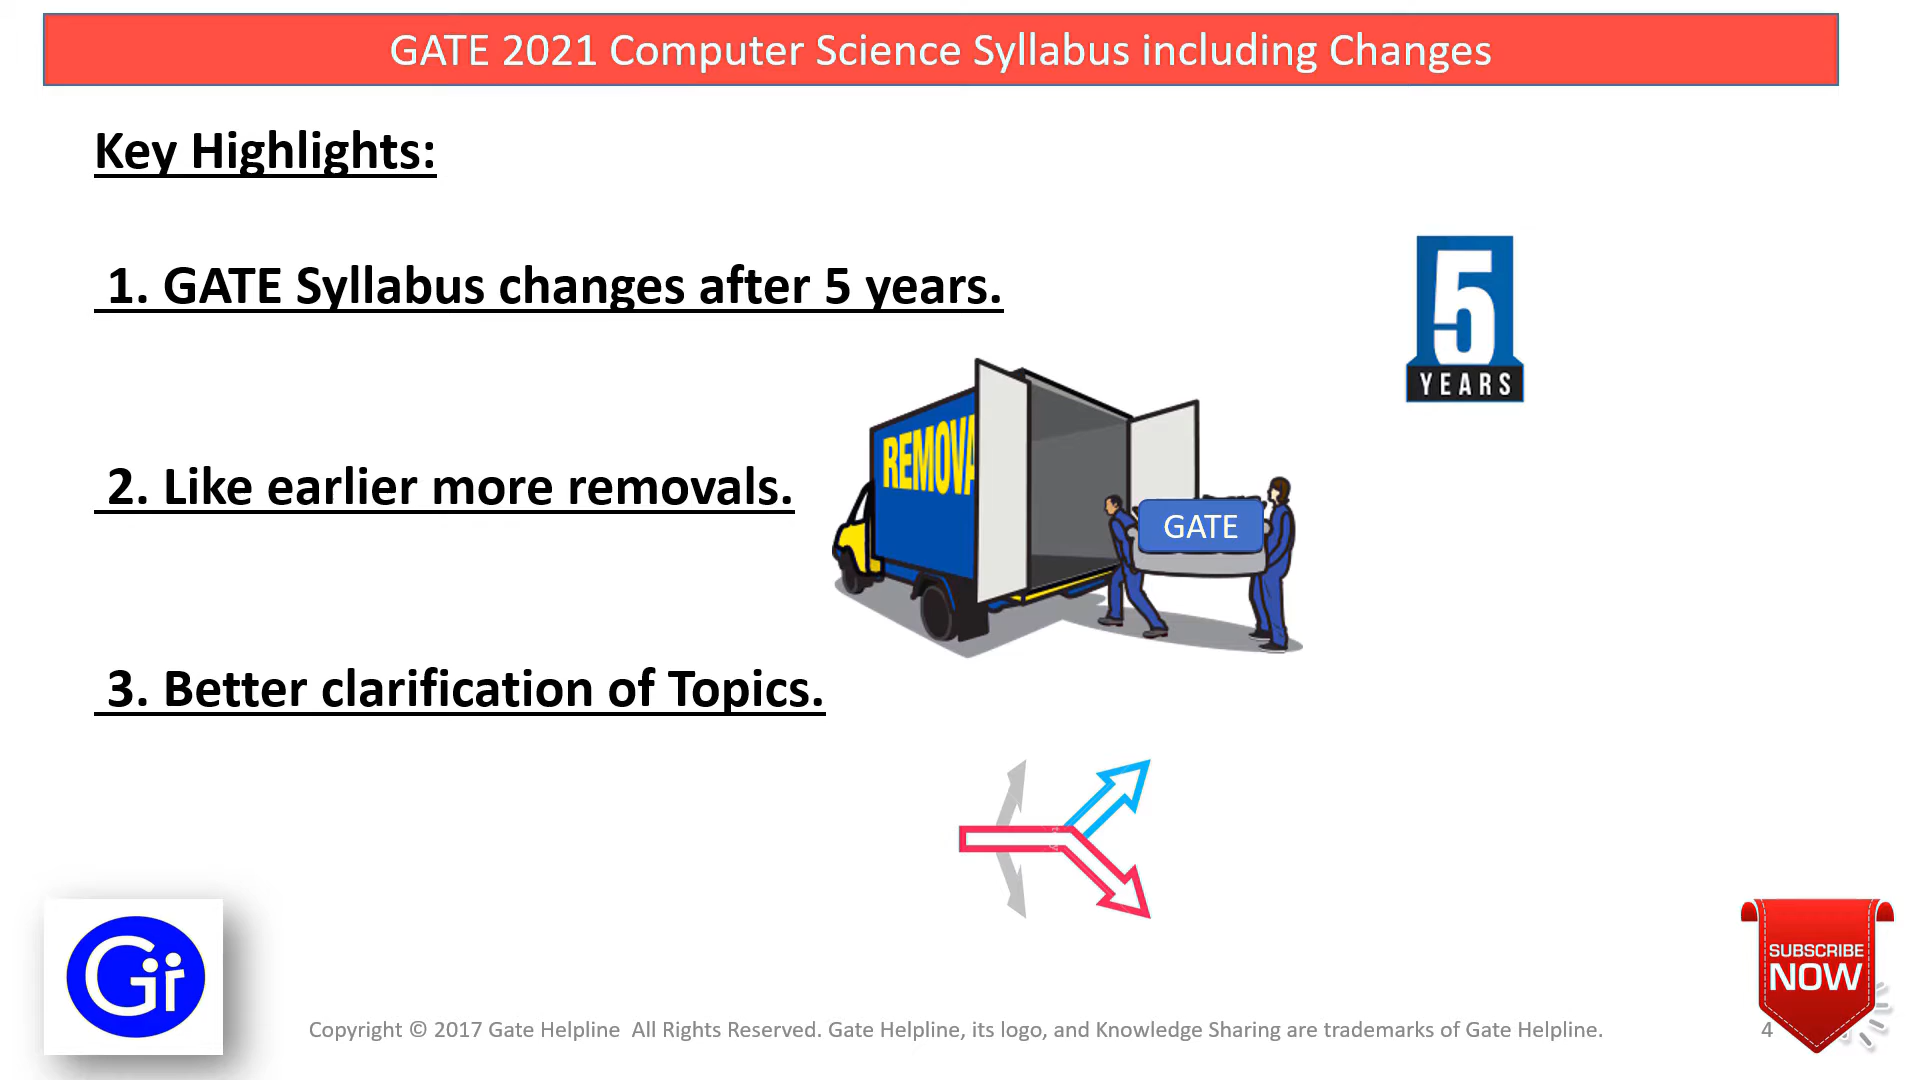 GATE 2021 Computer Science Syllabus including Changes
Key Highlights:
1. GATE Syllabus changes after 5 years.
5
YEARS
REMOVA
2. Like earlier more removals.
GATE
3. Better clarification of Topics.
Gir
SUBSCRIBE
NOW
Copyright © 2017 Gate Helpline All Rights Reserved. Gate Helpline, its logo, and Knowledge Sharing are trademarks of Gate Helpline.
4